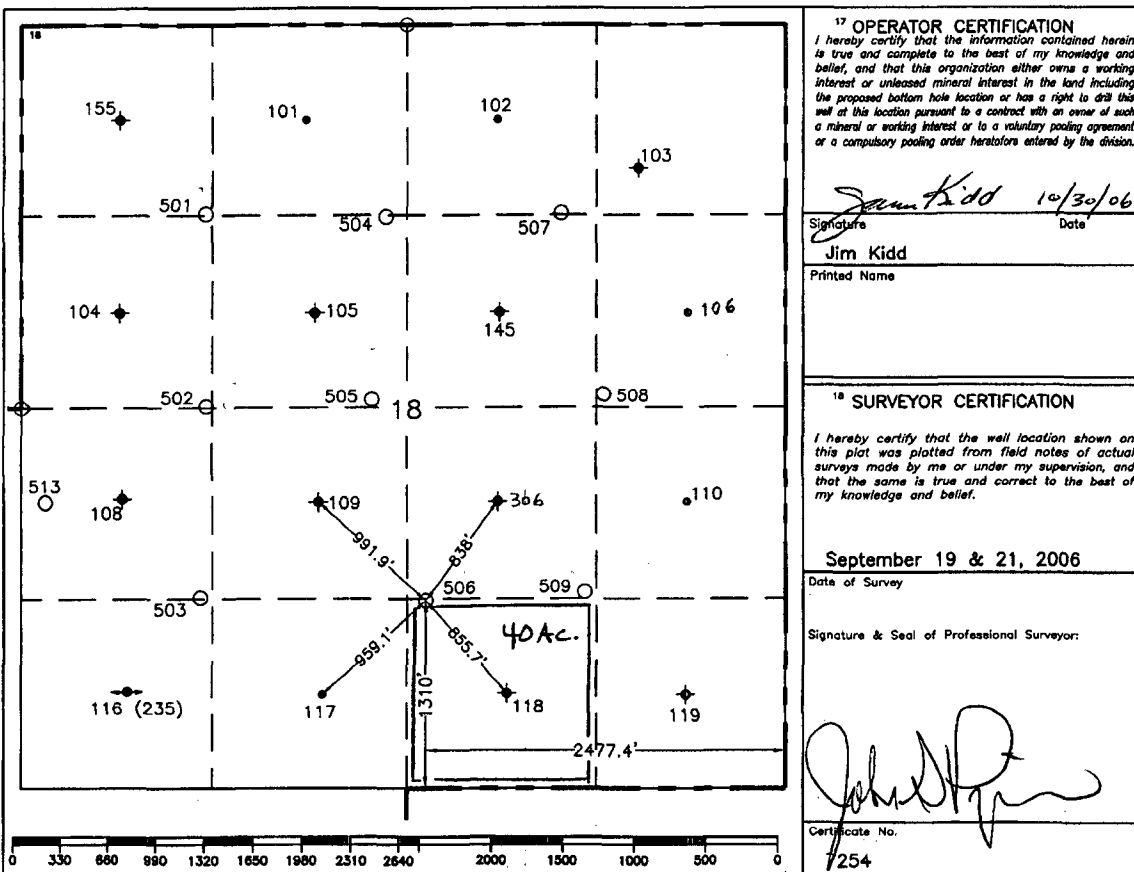 16
155
101
102
103
501
504
507
104
105
145
106
502
505
18
508
513
108
109
306
110
991.9'
838'
503
506
509
40 Ac.
959.1'
855.7'
1310'
116 (235)
117
118
119
2477.4'
0 330 660 990 1320 1650 1980 2310 2640 2000 1500 1000 500 0
17 OPERATOR CERTIFICATION
I hereby certify that the information contained herein
is true and complete to the best of my knowledge and
belief, and that this organization either owns a working
interest or unleased mineral interest in the land including
the proposed bottom hole location or has a right to drill this
well at this location pursuant to a contract with an owner of such
a mineral or working interest or to a voluntary pooling agreement
or a compulsory pooling order heretofore entered by the division.
Kidd 10/30/06
Signature Date
Jim Kidd
Printed Name
18 SURVEYOR CERTIFICATION
I hereby certify that the well location shown on
this plat was plotted from field notes of actual
surveys made by me or under my supervision, and
that the same is true and correct to the best of
my knowledge and belief.
September 19 & 21, 2006
Date of Survey
Signature & Seal of Professional Surveyor:
Certificate No.
7254